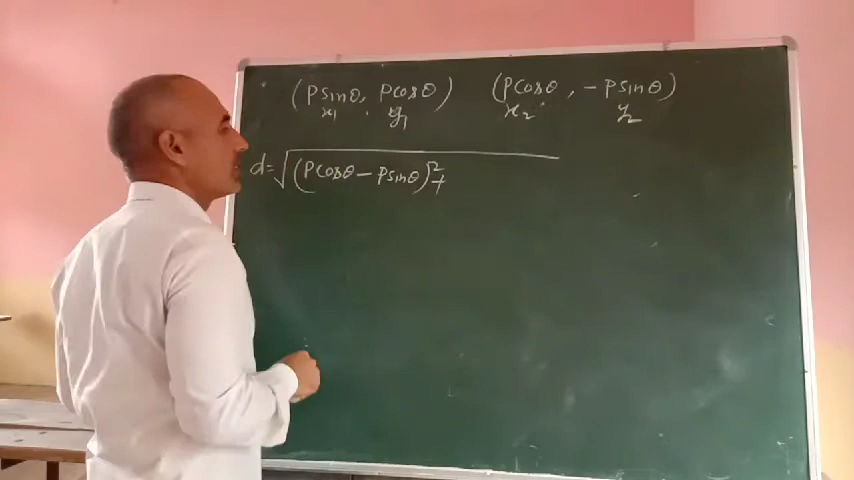 (Psinθ, Pcosθ) (Pcosθ, -Psinθ)
x₁ y₁ x₂ y₂
d=√(Pcosθ-Psinθ)²+